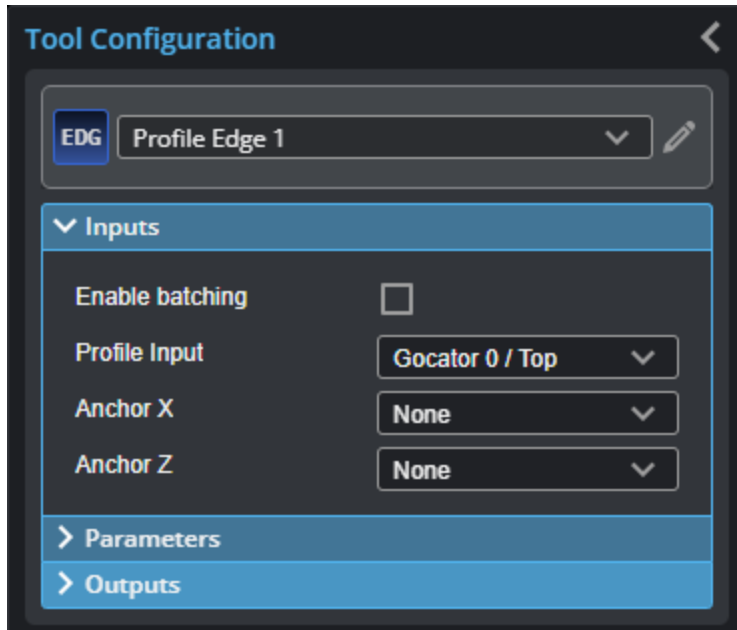 Tool Configuration
EDG Profile Edge 1
Inputs
Enable batching
Profile Input Gocator 0 / Top
Anchor X None
Anchor Z None
Parameters
Outputs